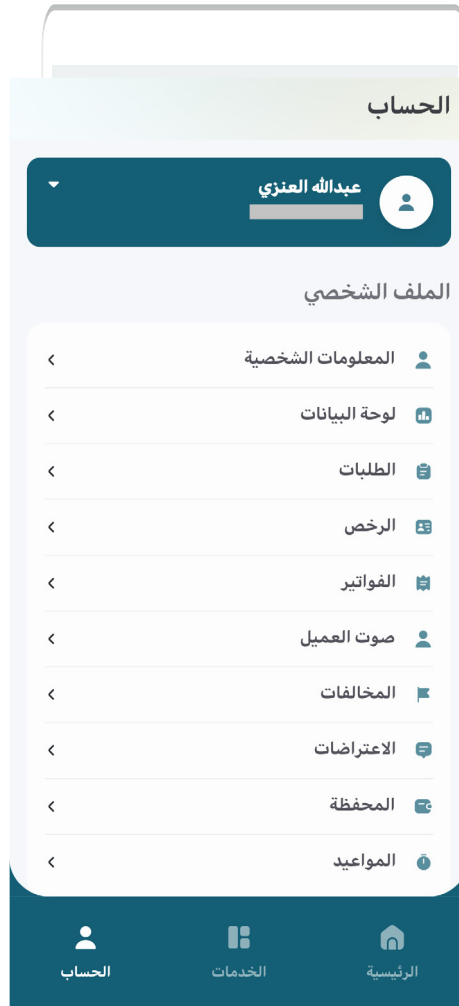 الحساب
عبدالله العنزي
الملف الشخصي
المعلومات الشخصية
لوحة البيانات
الطلبات
الرخص
الفواتير
صوت العميل
المخالفات
الاعتراضات
المحفظة
المواعيد
الرئيسية الخدمات الحساب